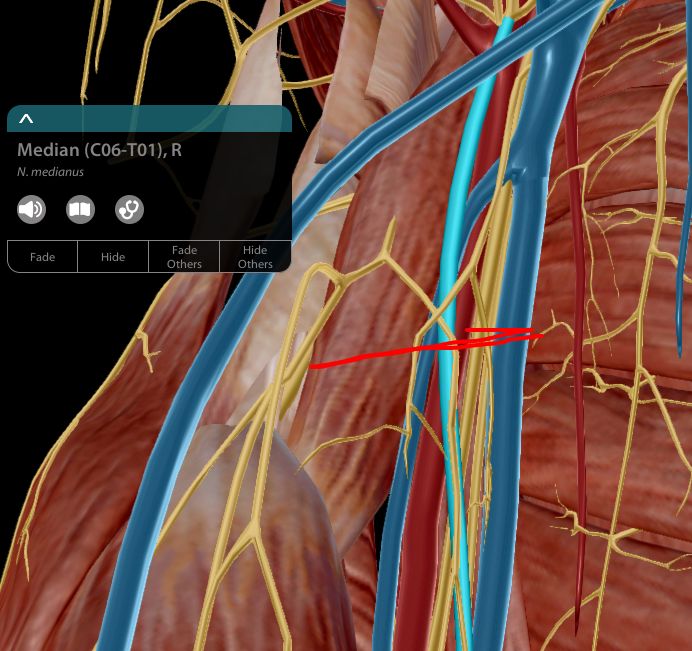 Median (C06-T01), R
N. medianus
Fade
Hide
Fade
Others
Hide
Others